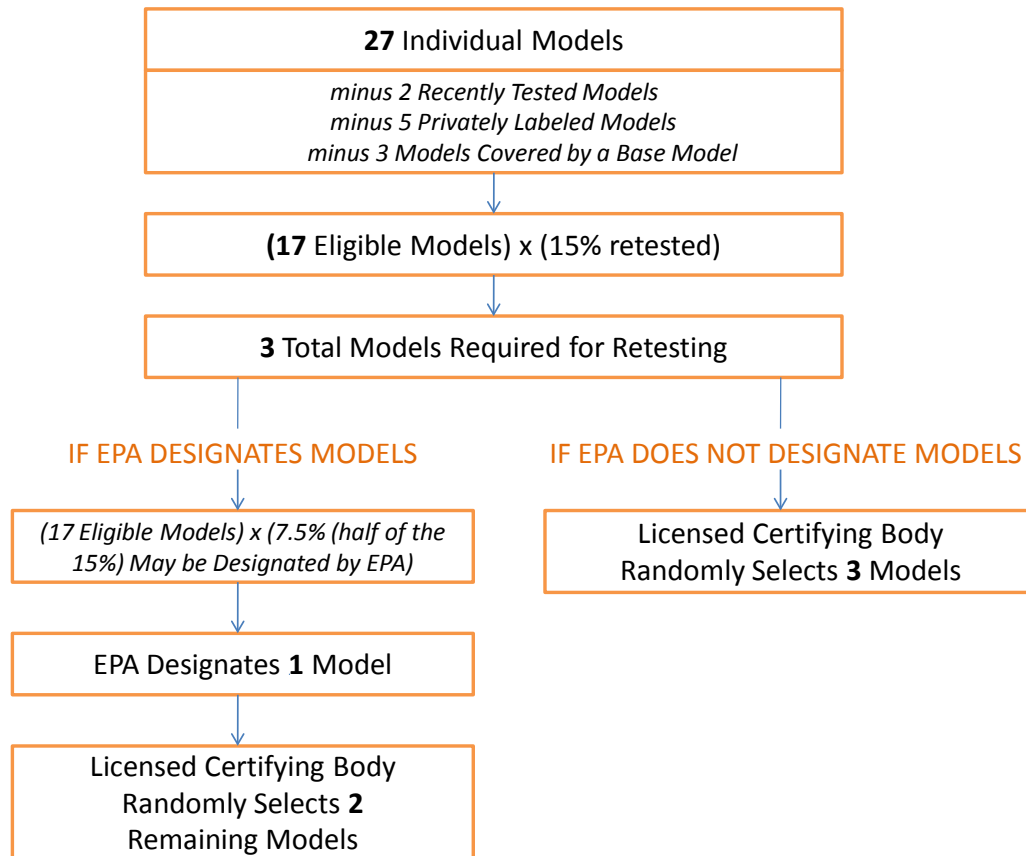 27 Individual Models
minus 2 Recently Tested Models
minus 5 Privately Labeled Models
minus 3 Models Covered by a Base Model
(17 Eligible Models) x (15% retested)
3 Total Models Required for Retesting
IF EPA DESIGNATES MODELS
IF EPA DOES NOT DESIGNATE MODELS
(17 Eligible Models) x (7.5% (half of the
15%) May be Designated by EPA)
Licensed Certifying Body
Randomly Selects 3 Models
EPA Designates 1 Model
Licensed Certifying Body
Randomly Selects 2
Remaining Models